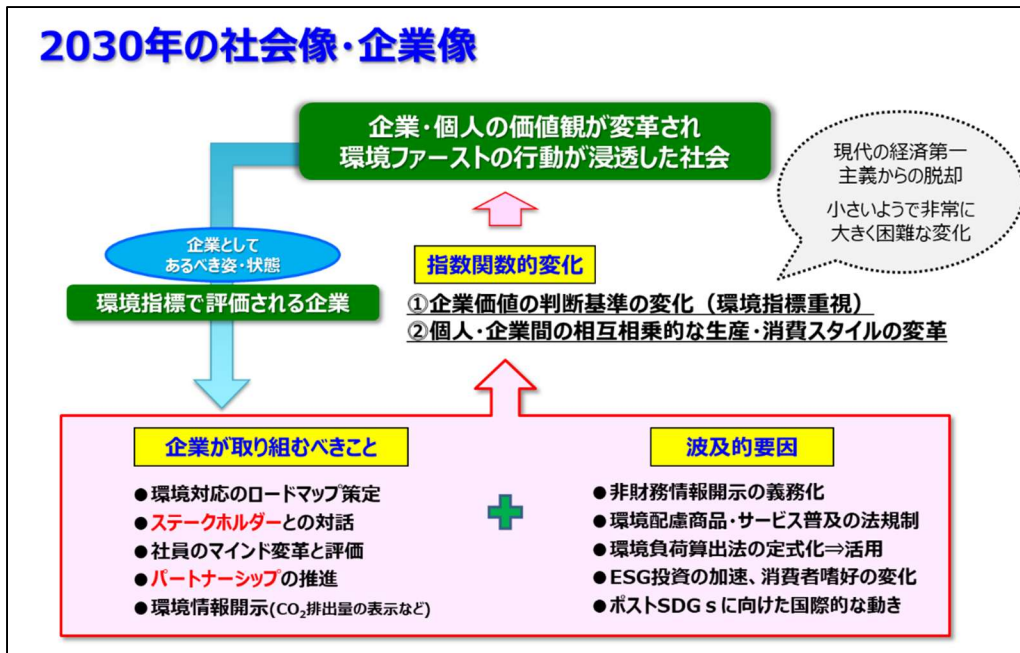 2030年の社会像・企業像
企業・個人の価値観が変革され
環境ファーストの行動が浸透した社会
現代の経済第一
主義からの脱却
小さいようで非常に
大きく困難な変化
企業として
あるべき姿・状態
環境指標で評価される企業
指数関数的変化
①企業価値の判断基準の変化（環境指標重視）
②個人・企業間の相互相乗的な生産・消費スタイルの変革
企業が取り組むべきこと
●環境対応のロードマップ策定
●ステークホルダーとの対話
●社員のマインド変革と評価
●パートナーシップの推進
●環境情報開示(CO₂排出量の表示など)
波及的要因
●非財務情報開示の義務化
●環境配慮商品・サービス普及の法規制
●環境負荷算出法の定式化⇒活用
●ESG投資の加速、消費者嗜好の変化
●ポストSDGｓに向けた国際的な動き